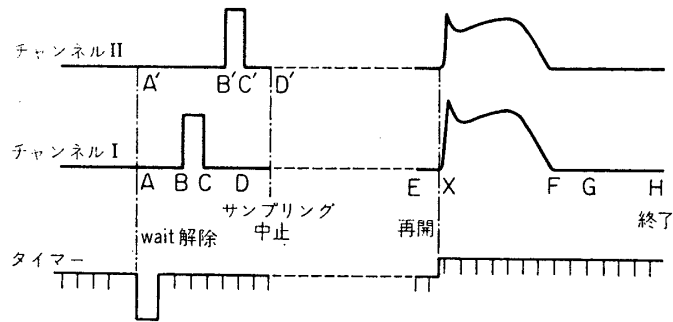 チャンネルII
A′ B′ C′ D′
チャンネルI
A B C D E X F G H
サンプリング
中止
wait 解除
再開
終了
タイマー